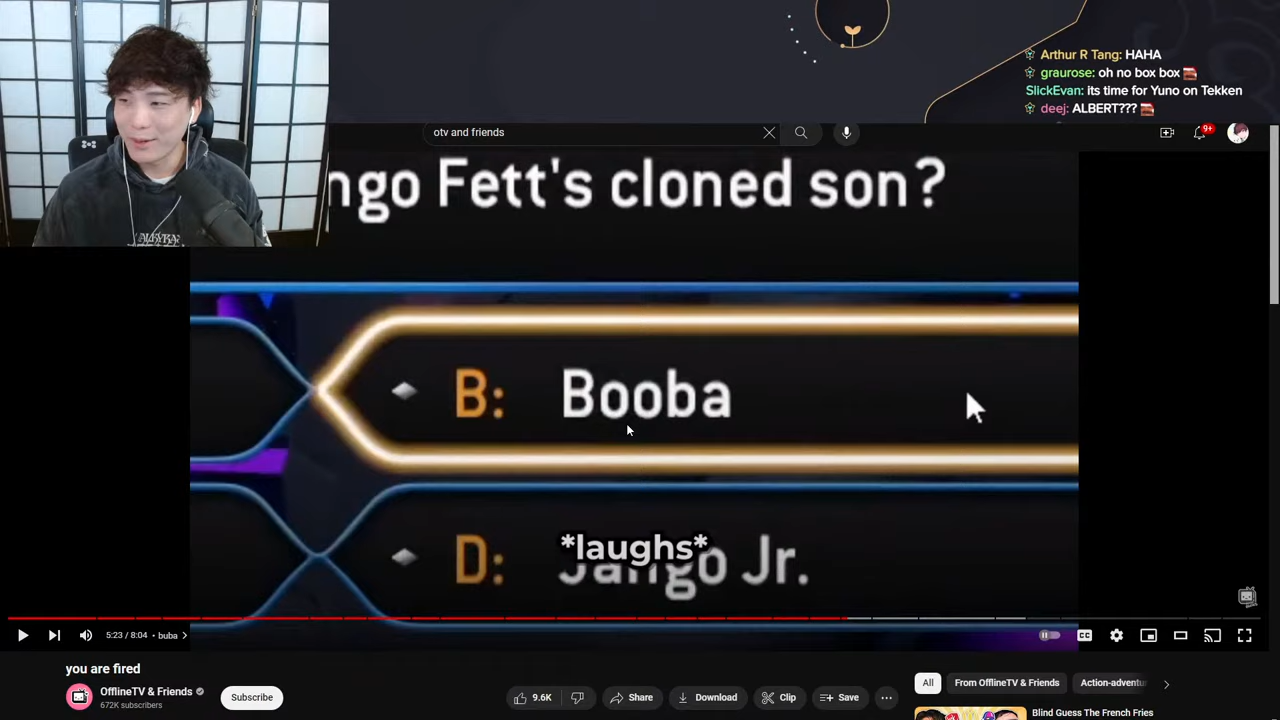 Arthur R Tang: HAHA
graurose: oh no box box
SlickEvan: its time for Yuno on Tekken
deej: ALBERT???
otv and friends
9+
ngo Fett's cloned son?
B: Booba
*laughs*
D: Jango Jr.
5:23 / 8:04 • buba
CC
you are fired
OfflineTV & Friends
672K subscribers
Subscribe
9.6K
Share
Download
Clip
Save
All
From OfflineTV & Friends
Action-adventu
Blind Guess The French Fries